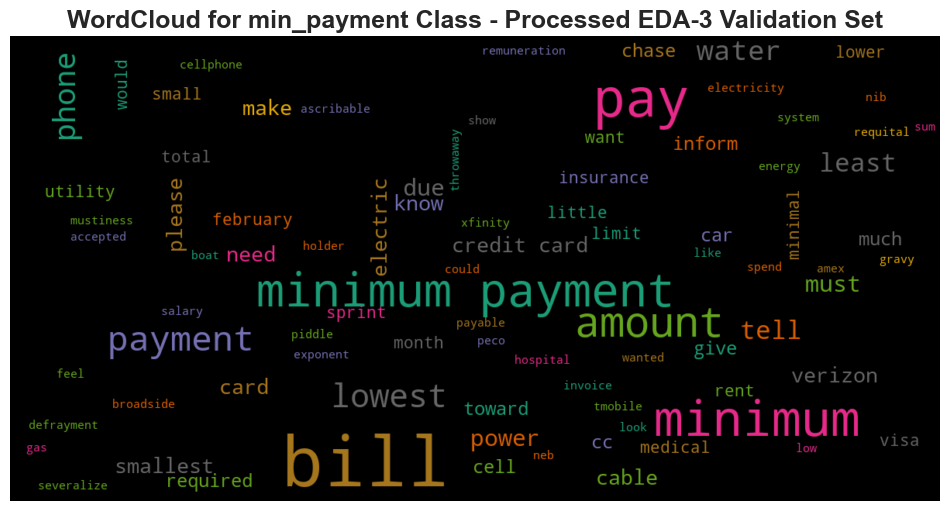 WordCloud for min_payment Class - Processed EDA-3 Validation Set
remuneration
chase
water
lower
phone
would
cellphone
small
make
ascribable
pay
electricity
nib
show
system
want
inform
requital
sum
total
throwaway
least
energy
utility
please
due
know
electric
insurance
little
minimal
mustiness
accepted
february
xfinity
limit
car
much
boat
need
holder
credit card
like
gravy
could
spend
amex
minimum payment
must
salary
sprint
payable
amount
tell
payment
piddle
month
peco
give
exponent
hospital
wanted
feel
card
lowest
invoice
rent
verizon
broadside
toward
tmobile
minimum
defrayment
bill
power
cc
look
medical
low
visa
gas
smallest
neb
cell
cable
required
severalize